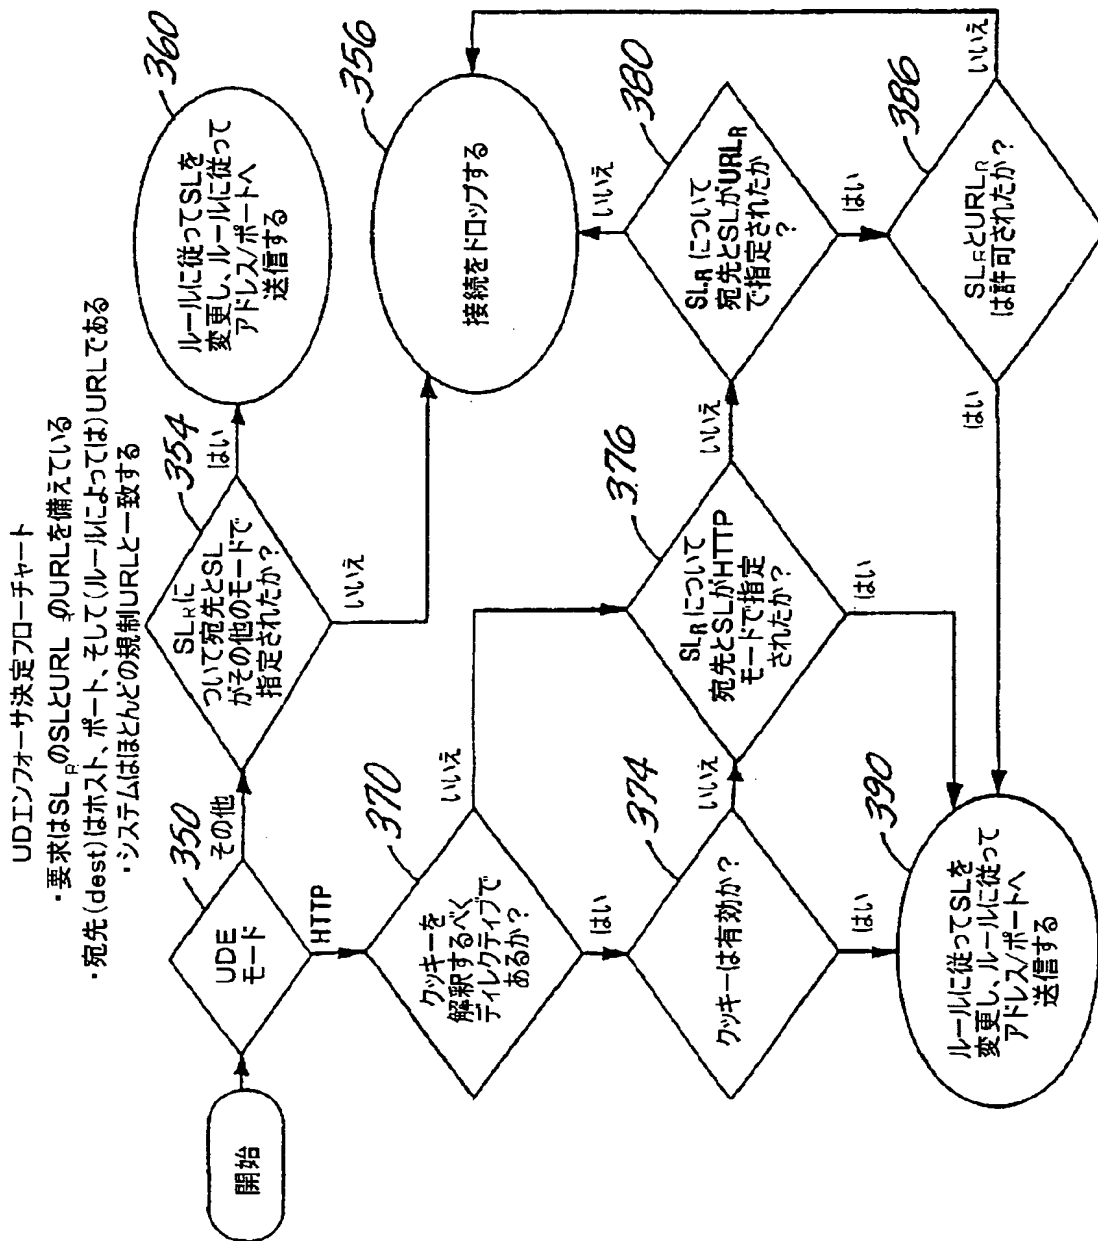 UDエンフォーサ決定フローチャート
・要求はSL RのSLとURL RのURLを備えている
・宛先(dest)はホスト、ポート、そして(ルールによっては)URLである
・システムはほとんどの規制URLと一致する
開始
350
UDE
モード
その他
HTTP
354
SLRに
ついて宛先とSL
がその他のモードで
指定されたか?
はい
いいえ
360
ルールに従ってSLを
変更し、ルールに従って
アドレス/ポートへ
送信する
356
接続をドロップする
370
クッキーを
解釈するべく
ディレクティブで
あるか?
いいえ
はい
374
クッキーは有効か?
いいえ
はい
376
SLRについて
宛先とSLがHTTP
モードで指定
されたか?
いいえ
はい
380
SLRについて
宛先とSLがURLR
で指定されたか
?
いいえ
はい
386
SLRとURLR
は許可されたか?
いいえ
はい
390
ルールに従ってSLを
変更し、ルールに従って
アドレス/ポートへ
送信する